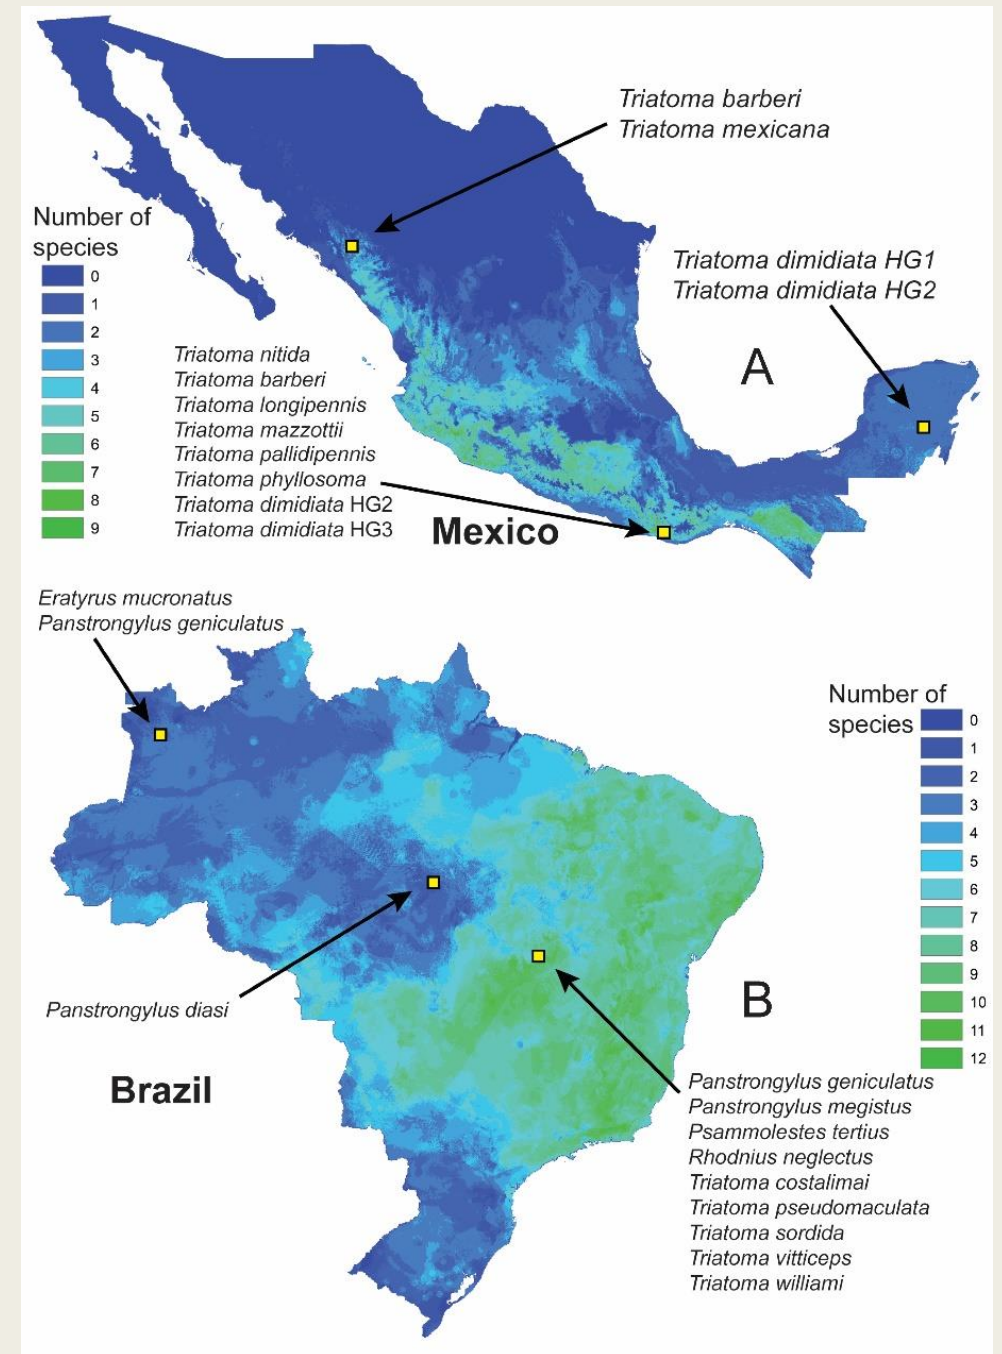 Triatoma barberi
Triatoma mexicana
Number of
species
0
1
2
3
4
5
6
7
8
9
Triatoma dimidiata HG1
Triatoma dimidiata HG2
A
Triatoma nitida
Triatoma barberi
Triatoma longipennis
Triatoma mazzottii
Triatoma pallidipennis
Triatoma phyllosoma
Triatoma dimidiata HG2
Triatoma dimidiata HG3
Mexico
Eratyrus mucronatus
Panstrongylus geniculatus
Number of
species
0
1
2
3
4
5
6
7
8
9
10
11
12
Panstrongylus diasi
B
Brazil
Panstrongylus geniculatus
Panstrongylus megistus
Psammolestes tertius
Rhodnius neglectus
Triatoma costalimai
Triatoma pseudomaculata
Triatoma sordida
Triatoma vitticeps
Triatoma williami